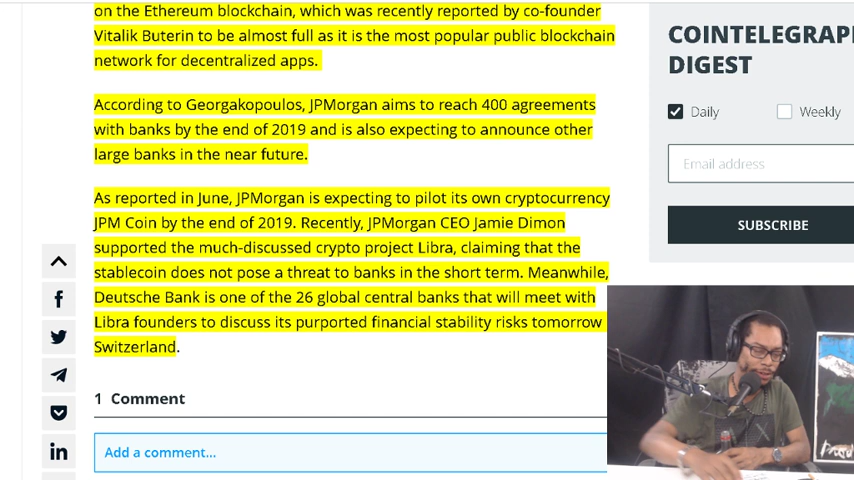 on the Ethereum blockchain, which was recently reported by co-founder
Vitalik Buterin to be almost full as it is the most popular public blockchain
network for decentralized apps.
According to Georgakopoulos, JPMorgan aims to reach 400 agreements
with banks by the end of 2019 and is also expecting to announce other
large banks in the near future.
As reported in June, JPMorgan is expecting to pilot its own cryptocurrency
JPM Coin by the end of 2019. Recently, JPMorgan CEO Jamie Dimon
supported the much-discussed crypto project Libra, claiming that the
stablecoin does not pose a threat to banks in the short term. Meanwhile,
Deutsche Bank is one of the 26 global central banks that will meet with
Libra founders to discuss its purported financial stability risks tomorrow
Switzerland.
1 Comment
Add a comment...
COINTELEGRAP
DIGEST
Daily
Weekly
Email address
SUBSCRIBE